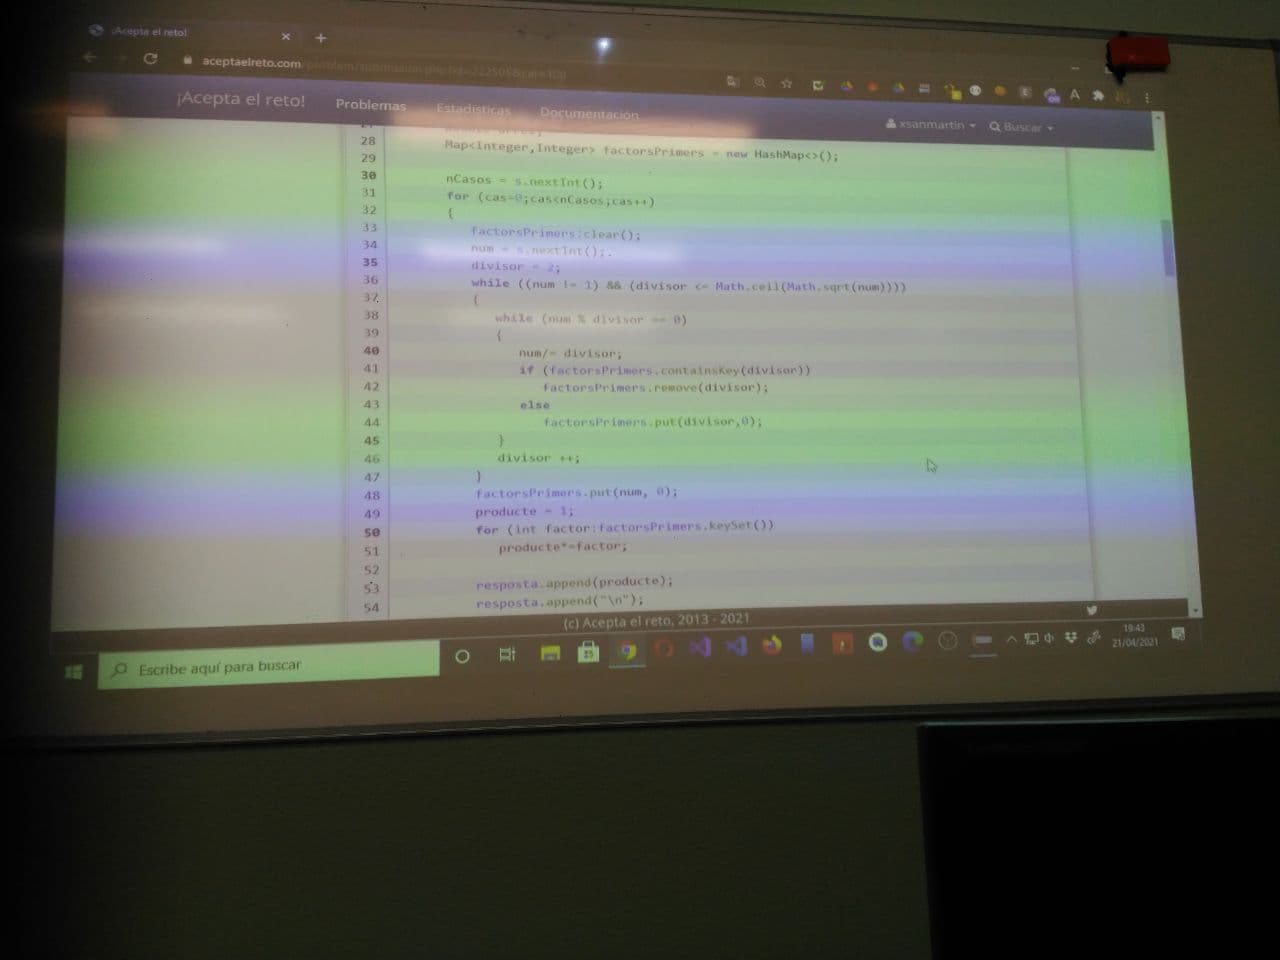 ¡Acepta el reto!
aceptaelreto.com
¡Acepta el reto! Problemas Estadísticas Documentación xsanmartin Buscar
28 Map<Integer,Integer> factorsPrimers = new HashMap<>();
29
30 nCasos = s.nextInt();
31 for (cas=0;cas<nCasos;cas++)
32 {
33 factorsPrimers.clear();
34 num = s.nextInt();
35 divisor = 2;
36 while ((num != 1) && (divisor <= Math.ceil(Math.sqrt(num))))
37 {
38 while (num % divisor == 0)
39 {
40 num/= divisor;
41 if (factorsPrimers.containsKey(divisor))
42 factorsPrimers.remove(divisor);
43 else
44 factorsPrimers.put(divisor,0);
45 }
46 divisor ++;
47 }
48 factorsPrimers.put(num, 0);
49 producte = 1;
50 for (int factor:factorsPrimers.keySet())
51 producte*=factor;
52
53 resposta.append(producte);
54 resposta.append("\n");
(c) Acepta el reto, 2013 - 2021
Escribe aquí para buscar
19:43
21/04/2021